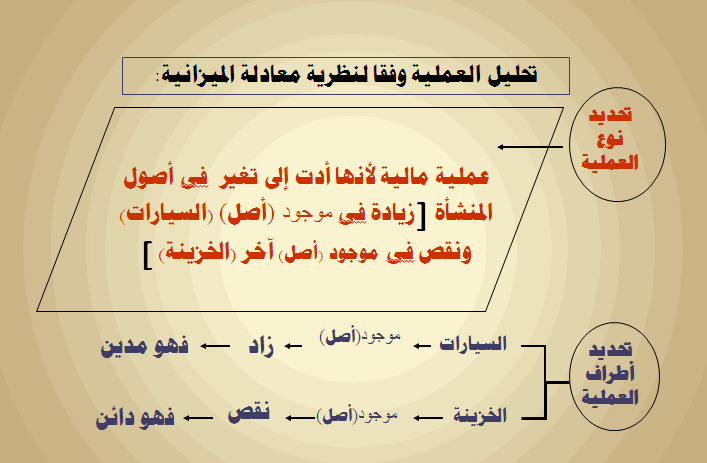 تحليل العملية وفقا لنظرية معادلة الميزانية:
تحديد
نوع
العملية
عملية مالية لأنها أدت إلى تغير في أصول
المنشأة [زيادة في موجود (أصل) (السيارات)
ونقص في موجود (أصل) آخر (الخزينة) ]
تحديد
أطراف
العملية
السيارات موجود(أصل) زاد فهو مدين
الخزينة موجود(أصل) نقص فهو دائن